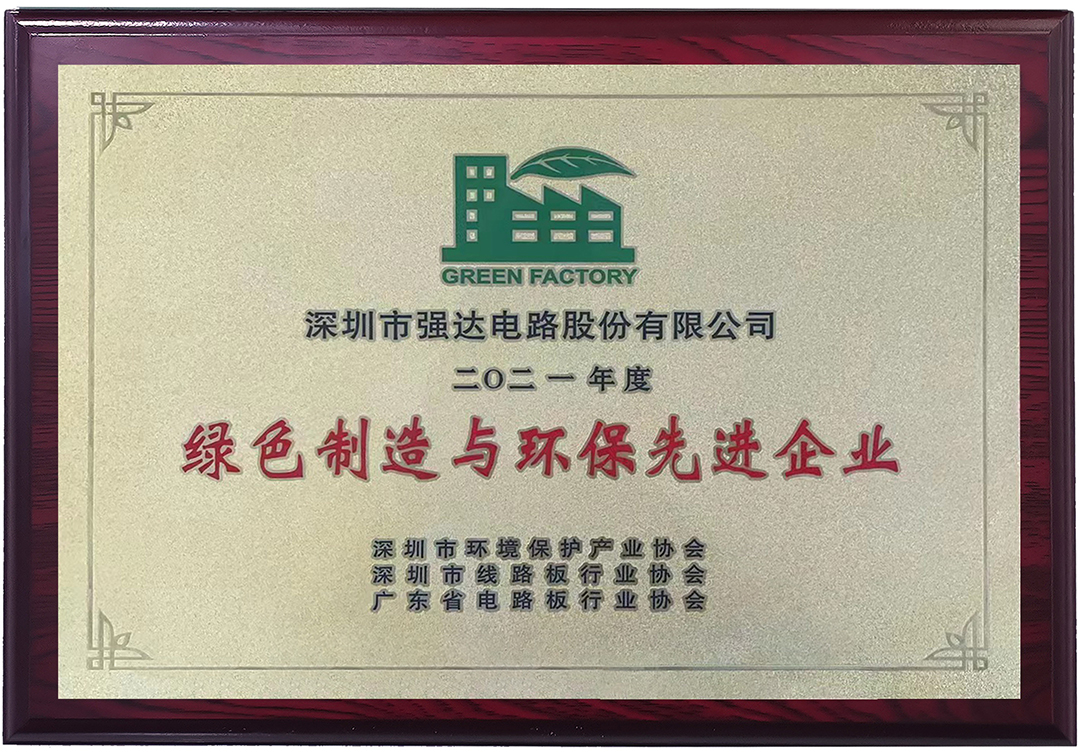 GREEN FACTORY
深圳市强达电路股份有限公司
二〇二一年度
绿色制造与环保先进企业
深圳市环境保护产业协会
深圳市线路板行业协会
广东省电路板行业协会